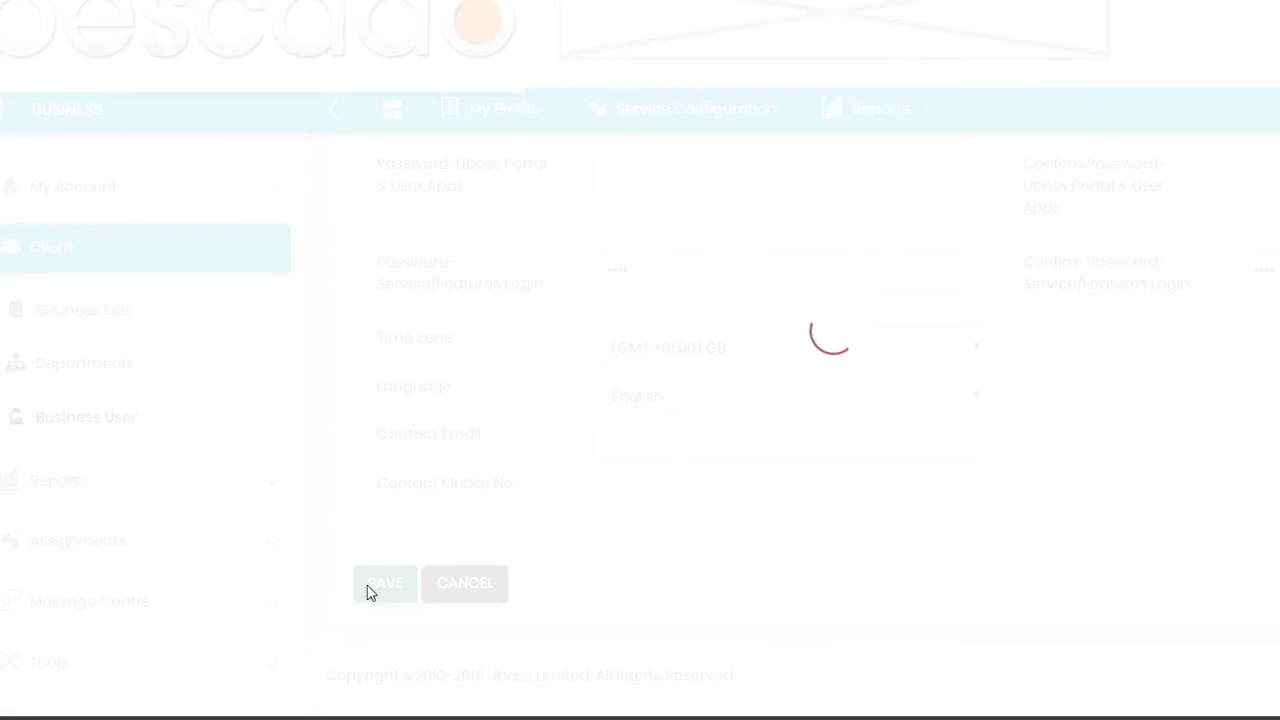 bescado
BUSINESS
My Profile
Service Configuration
Reports
My Account
Client
Business Site
Departments
Business User
Reports
Assignments
Message Centre
Tools
Password-Uboss Portal
& User Apps
Confirm Password-
Uboss Portal & User
Apps
Password-
Service/Features Login
••••
Confirm Password-
Service/Features Login
••••
Time Zone
(GMT +01:00) GB
Language
English
Contact Email
Contact Mobile No
SAVE
CANCEL
Copyright ©2010-2019 Uboss Limited. All Rights Reserved.